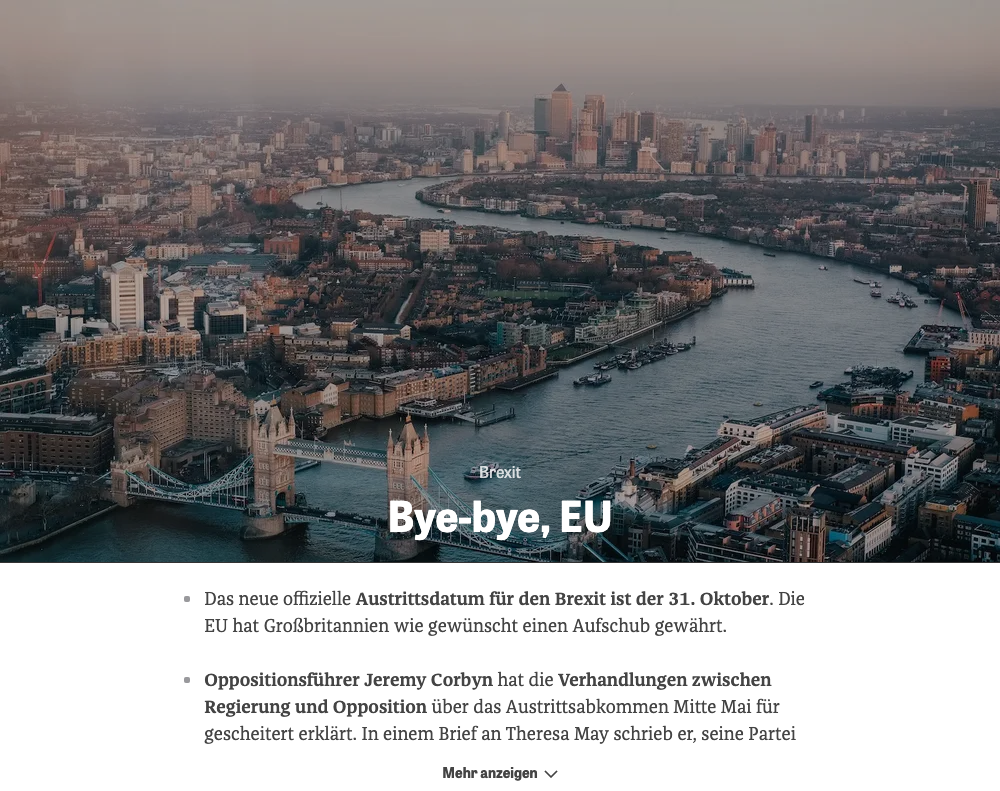 Brexit
Bye-bye, EU
Das neue offizielle Austrittsdatum für den Brexit ist der 31. Oktober. Die
EU hat Großbritannien wie gewünscht einen Aufschub gewährt.
Oppositionsführer Jeremy Corbyn hat die Verhandlungen zwischen
Regierung und Opposition über das Austrittsabkommen Mitte Mai für
gescheitert erklärt. In einem Brief an Theresa May schrieb er, seine Partei
Mehr anzeigen